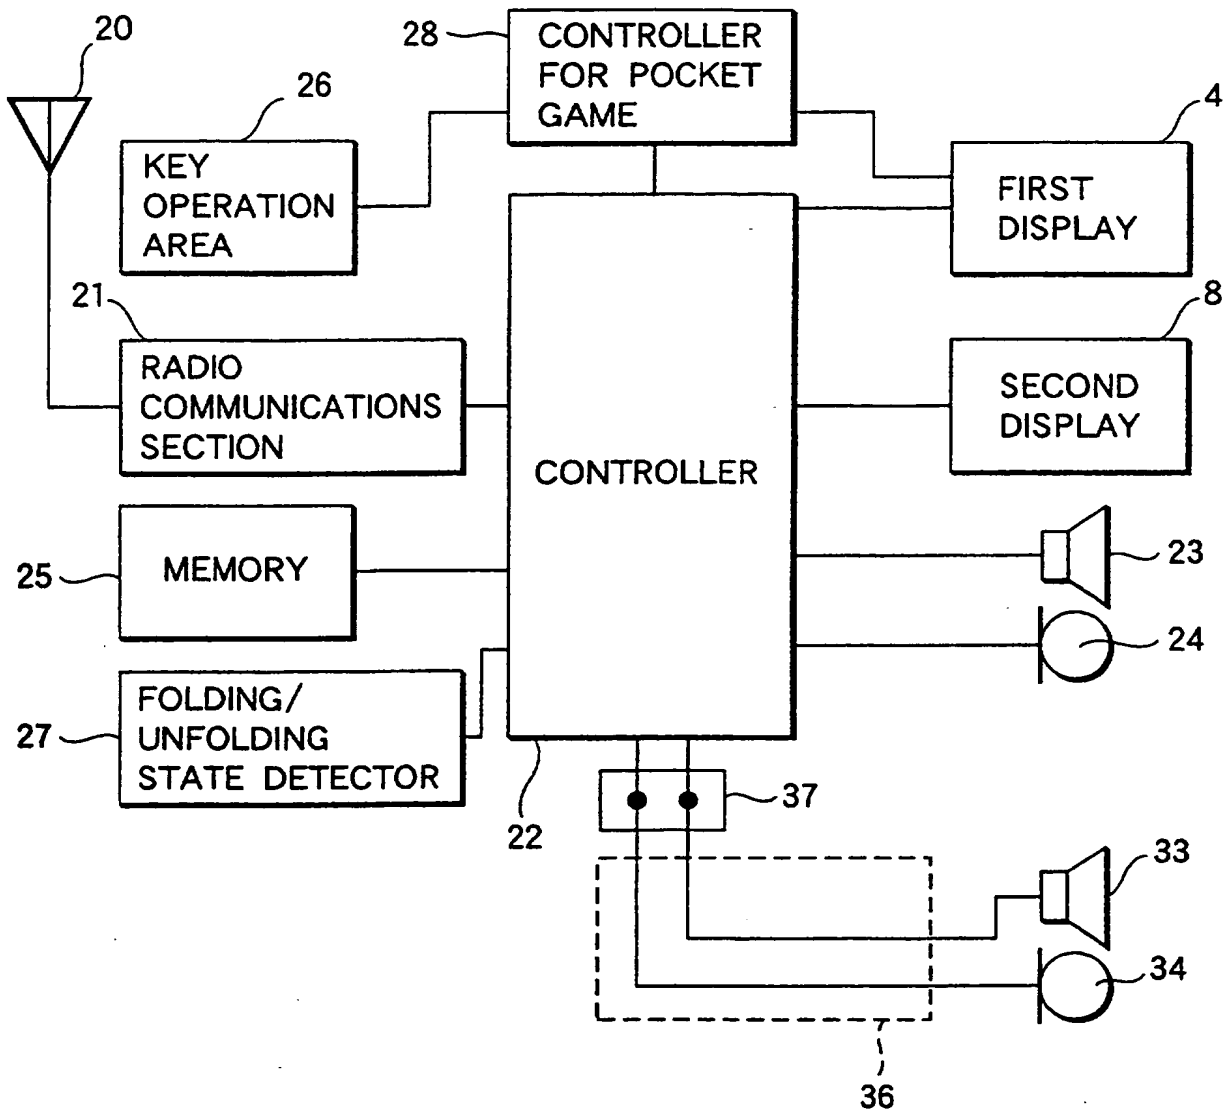 20
28
CONTROLLER
FOR POCKET
GAME
26
4
KEY
OPERATION
AREA
FIRST
DISPLAY
21
8
RADIO
COMMUNICATIONS
SECTION
SECOND
DISPLAY
CONTROLLER
25
MEMORY
23
24
27
FOLDING/
UNFOLDING
STATE DETECTOR
22
37
33
34
36